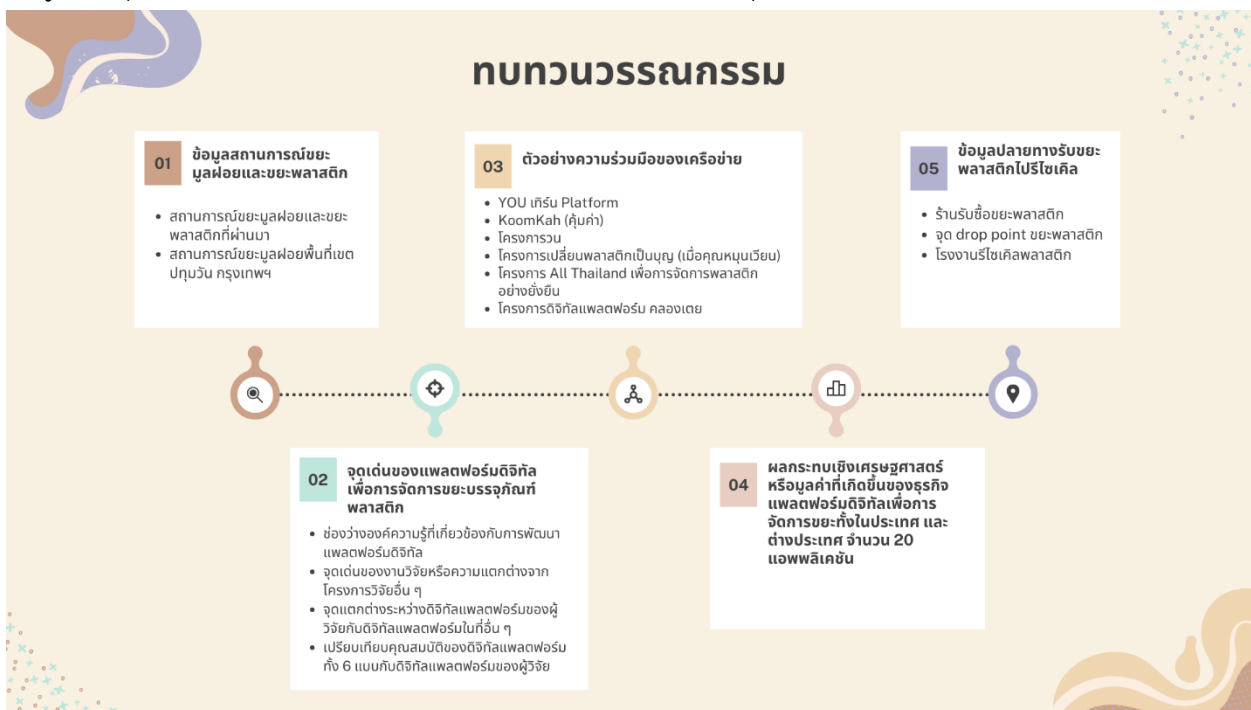 ทบทวนวรรณกรรม
01
ข้อมูลสถานการณ์ขยะ
มูลฝอยและขยะพลาสติก
• สถานการณ์ขยะมูลฝอยและขยะ
พลาสติกที่ผ่านมา
• สถานการณ์ขยะมูลฝอยพื้นที่เขต
ปทุมวัน กรุงเทพฯ
02
จุดเด่นของแพลตฟอร์มดิจิทัล
เพื่อการจัดการขยะบรรจุภัณฑ์
พลาสติก
• ช่องว่างองค์ความรู้ที่เกี่ยวข้องกับการพัฒนา
แพลตฟอร์มดิจิทัล
• จุดเด่นของงานวิจัยหรือความแตกต่างจาก
โครงการวิจัยอื่น ๆ
• จุดแตกต่างระหว่างดิจิทัลแพลตฟอร์มของผู้
วิจัยกับดิจิทัลแพลตฟอร์มในที่อื่น ๆ
• เปรียบเทียบคุณสมบัติของดิจิทัลแพลตฟอร์ม
ทั้ง 6 แบบกับดิจิทัลแพลตฟอร์มของผู้วิจัย
03
ตัวอย่างความร่วมมือของเครือข่าย
• YOU เทิร์น Platform
• KoomKah (คุ้มค่า)
• โครงการวน
• โครงการเปลี่ยนพลาสติกเป็นบุญ (เมื่อคุณหมุนเวียน)
• โครงการ All Thailand เพื่อการจัดการพลาสติก
อย่างยั่งยืน
• โครงการดิจิทัลแพลตฟอร์ม คลองเตย
04
ผลกระทบเชิงเศรษฐศาสตร์
หรือมูลค่าที่เกิดขึ้นของธุรกิจ
แพลตฟอร์มดิจิทัลเพื่อการ
จัดการขยะทั้งในประเทศ และ
ต่างประเทศ จำนวน 20
แอพพลิเคชัน
05
ข้อมูลปลายทางรับขยะ
พลาสติกไปรีไซเคิล
• ร้านรับซื้อขยะพลาสติก
• จุด drop point ขยะพลาสติก
• โรงงานรีไซเคิลพลาสติก